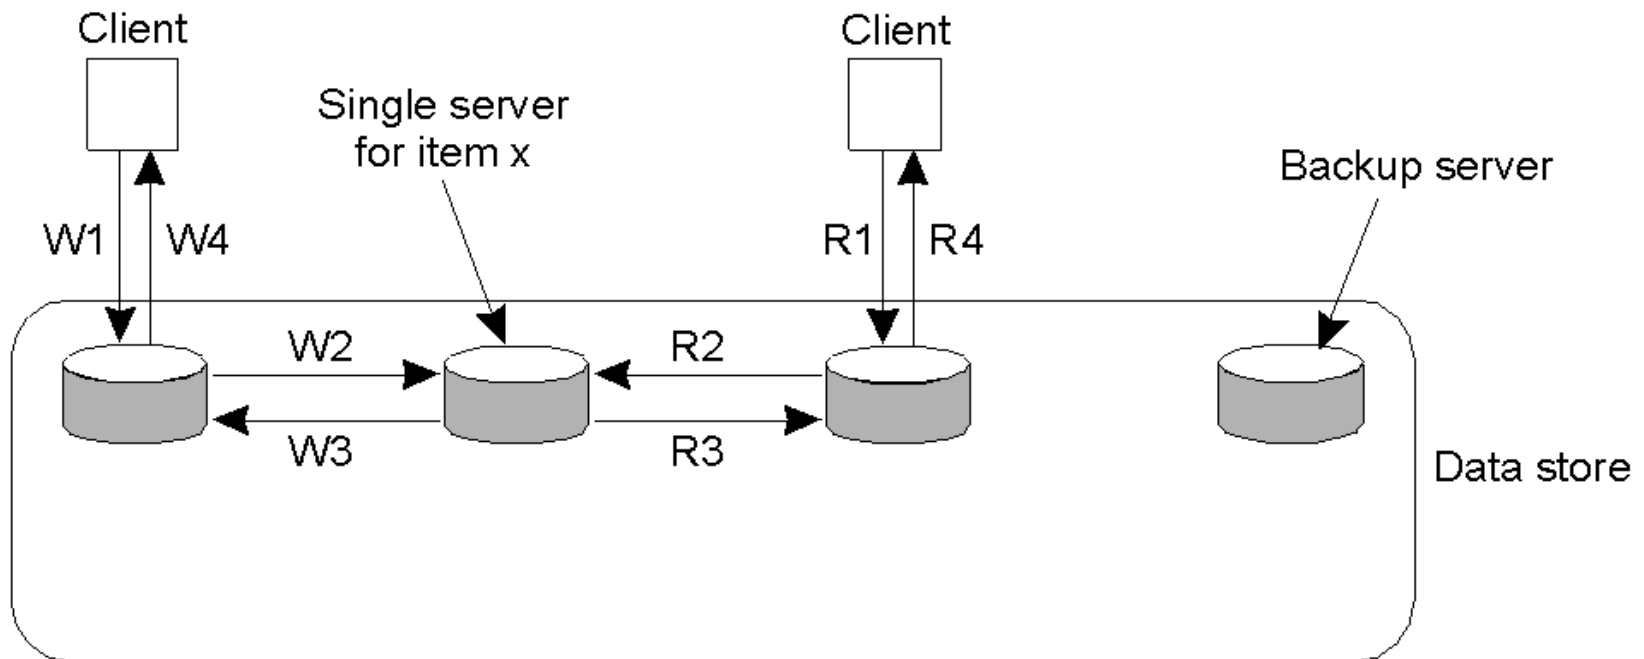 Client
Client
Single server
for item x
Backup server
W1
W4
R1
R4
W2
R2
W3
R3
Data store